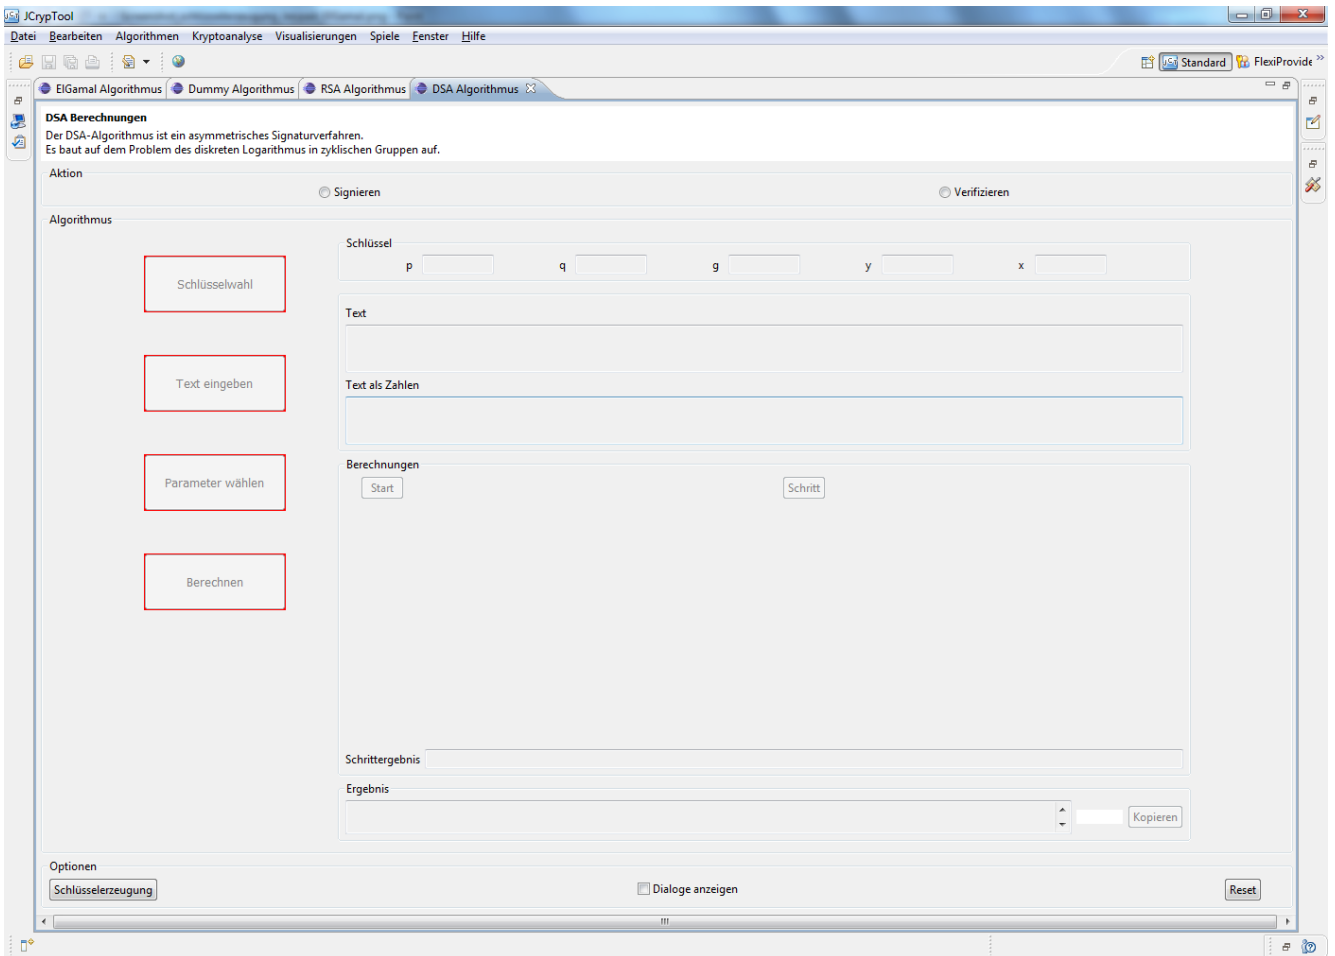 JCrypTool
Datei Bearbeiten Algorithmen Kryptoanalyse Visualisierungen Spiele Fenster Hilfe
Standard FlexiProvide
ElGamal Algorithmus Dummy Algorithmus RSA Algorithmus DSA Algorithmus
DSA Berechnungen
Der DSA-Algorithmus ist ein asymmetrisches Signaturverfahren.
Es baut auf dem Problem des diskreten Logarithmus in zyklischen Gruppen auf.
Aktion
Signieren Verifizieren
Algorithmus
Schlüssel
p q g y x
Schlüsselwahl
Text
Text eingeben
Text als Zahlen
Berechnungen
Parameter wählen
Start Schritt
Berechnen
Schrittergebnis
Ergebnis
Kopieren
Optionen
Schlüsselerzeugung Dialoge anzeigen Reset